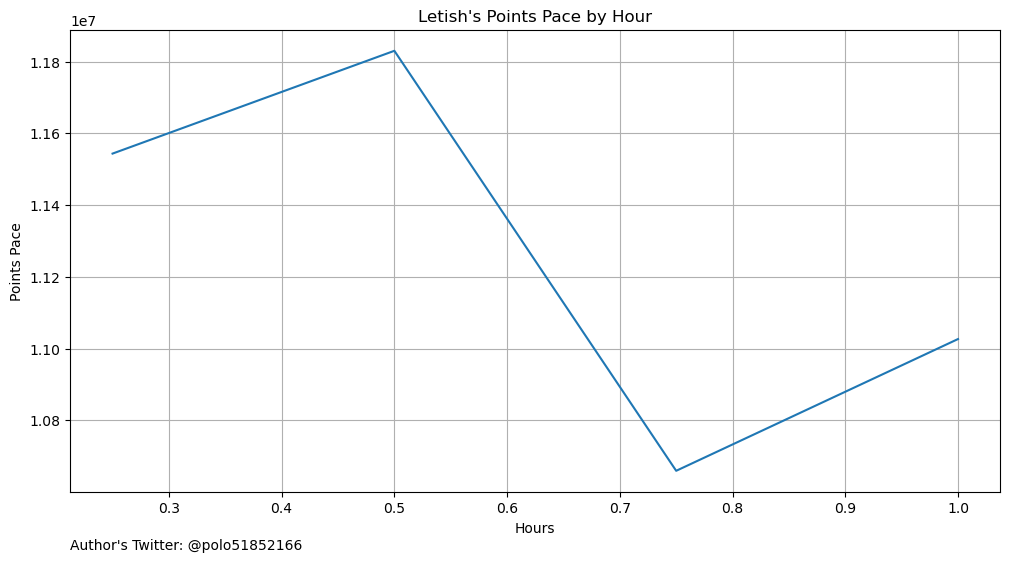 Letish's Points Pace by Hour
1e7
1.18
1.16
1.14
1.12
1.10
1.08
Points Pace
0.3 0.4 0.5 0.6 0.7 0.8 0.9 1.0
Hours
Author's Twitter: @polo51852166